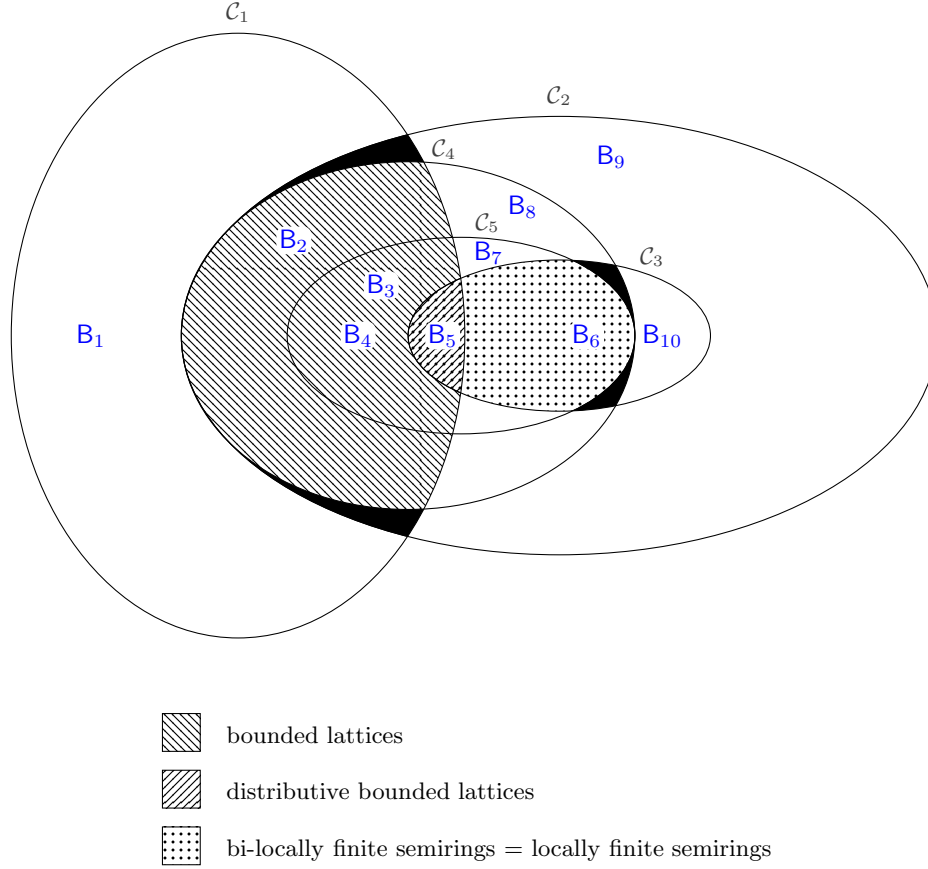 𝒞₁
𝒞₂
𝒞₄
B₉
B₈
𝒞₅
B₂
B₇
𝒞₃
B₃
B₁
B₄
B₅
B₆
B₁₀
bounded lattices
distributive bounded lattices
bi-locally finite semirings = locally finite semirings